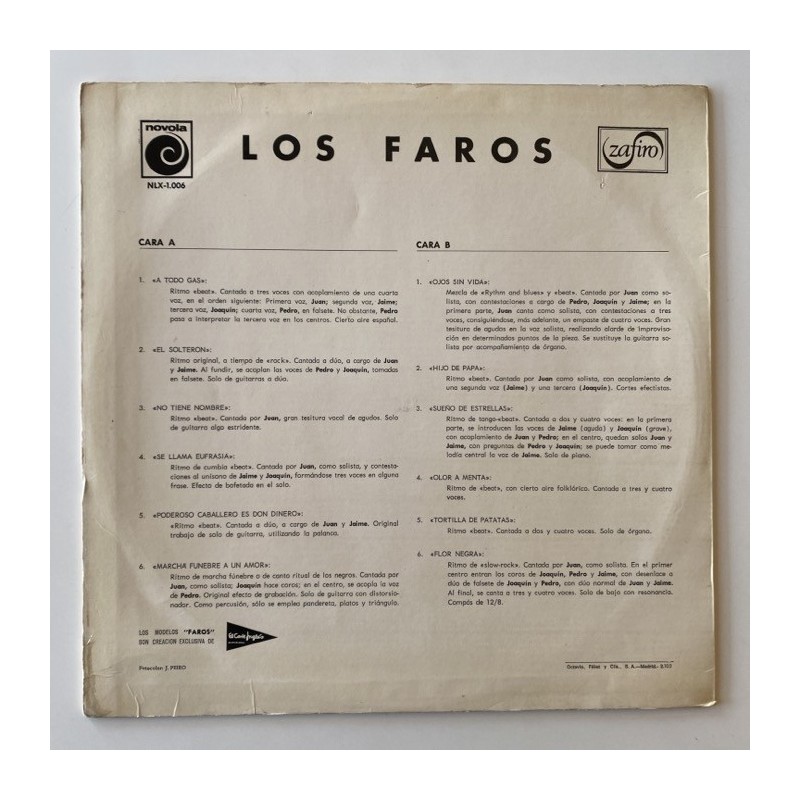 novola
NLX-1.006
LOS FAROS
zafiro
CARA A
1. «A TODO GAS»:
Ritmo «beat». Cantada a tres voces con acoplamiento de una cuarta
voz, en el orden siguiente: Primera voz, Juan; segunda voz, Jaime;
tercera voz, Joaquín; cuarta voz, Pedro, en falsete. No obstante, Pedro
pasa a interpretar la tercera voz en los centros. Cierto aire español.
2. «EL SOLTERON»:
Ritmo original, a tiempo de «rock». Cantada a dúo, a cargo de Juan
y Jaime. Al fundir, se acoplan las voces de Pedro y Joaquín, tomadas
en falsete. Solo de guitarras a dúo.
3. «NO TIENE NOMBRE»:
Ritmo «beat». Cantada por Juan, gran tesitura vocal de agudos. Solo
de guitarra algo estridente.
4. «SE LLAMA EUFRASIA»:
Ritmo de cumbia «beat». Cantada por Juan, como solista, y contesta-
ciones al unísono de Jaime y Joaquín, formándose tres voces en alguna
frase. Efecto de bofetada en el solo.
5. «PODEROSO CABALLERO ES DON DINERO»:
«Ritmo «beat». Cantada a dúo, a cargo de Juan y Jaime. Original
trabajo de solo de guitarra, utilizando la palanca.
6. «MARCHA FUNEBRE A UN AMOR»:
Ritmo de marcha fúnebre o de canto ritual de los negros. Cantada por
Juan, como solista; Joaquín hace coros; en el centro, se acopla la voz
de Pedro. Original efecto de grabación. Solo de guitarra con distorsio-
nador. Como percusión, sólo se emplea pandereta, platos y triángulo.
LOS MODELOS "FAROS"
SON CREACION EXCLUSIVA DE
El Corte Inglés
CARA B
1. «OJOS SIN VIDA»:
Mezcla de «Rythm and blues» y «beat». Cantada por Juan como so-
lista, con contestaciones a cargo de Pedro, Joaquín y Jaime; en la
primera parte, Juan canta como solista, con contestaciones a tres
voces, consiguiéndose, más adelante, un empaste de cuatro voces. Gran
tesitura de agudos en la voz solista, realizando alarde de improvisa-
ción en determinados puntos de la pieza. Se sustituye la guitarra so-
lista por acompañamiento de órgano.
2. «HIJO DE PAPA»:
Ritmo «beat». Cantada por Juan como solista, con acoplamiento de
una segunda voz (Jaime) y una tercera (Joaquín). Cortes efectistas.
3. «SUEÑO DE ESTRELLAS»:
Ritmo de tango-«beat». Cantada a dos y cuatro voces: en la primera
parte, se introducen las voces de Jaime (aguda) y Joaquín (grave),
con acoplamiento de Juan y Pedro; en el centro, quedan solos Juan y
Jaime, con preguntas de Pedro y Joaquín; se puede tomar como me-
lodía central la voz de Jaime. Solo de piano.
4. «OLOR A MENTA»:
Ritmo de «beat», con cierto aire folklórico. Cantada a tres y cuatro
voces.
5. «TORTILLA DE PATATAS»:
Ritmo «beat». Cantada a dos y cuatro voces. Solo de órgano.
6. «FLOR NEGRA»:
Ritmo de «slow-rock». Cantada por Juan, como solista. En el primer
centro entran los coros de Joaquín, Pedro y Jaime, con desenlace a
dúo de falsete de Joaquín y Pedro, con dúo normal de Juan y Jaime.
Al final, se canta a tres y cuatro voces. Solo de bajo con resonancia.
Compás de 12/8.